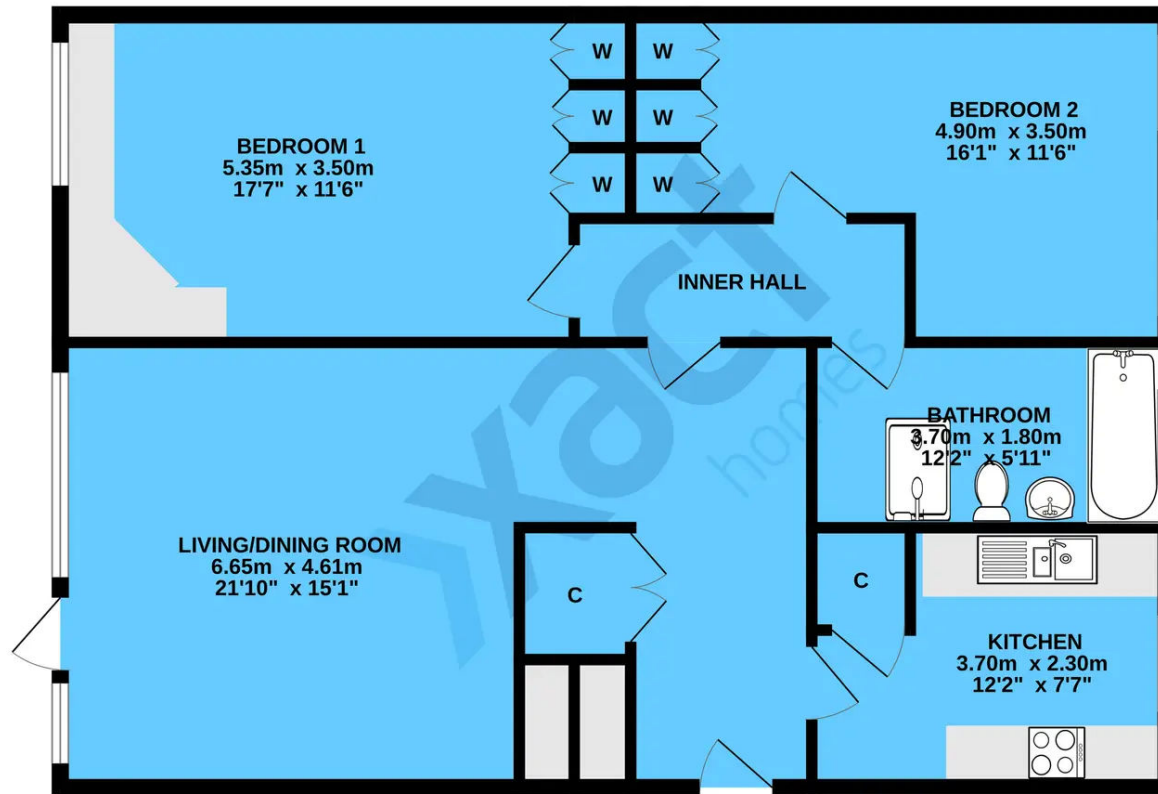 W
W
W
W
W
W
BEDROOM 1
5.35m x 3.50m
17'7" x 11'6"
BEDROOM 2
4.90m x 3.50m
16'1" x 11'6"
INNER HALL
xact
homes
BATHROOM
3.70m x 1.80m
12'2" x 5'11"
LIVING/DINING ROOM
6.65m x 4.61m
21'10" x 15'1"
C
C
KITCHEN
3.70m x 2.30m
12'2" x 7'7"